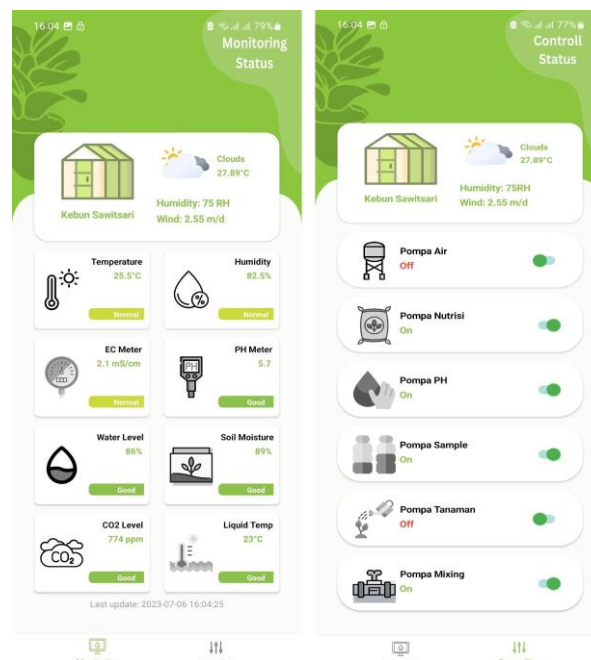 16:04
79%
Monitoring
Status
Clouds
27.89°C
Kebun Sawitsari
Humidity: 75 RH
Wind: 2.55 m/d
Temperature
25.5°C
Normal
Humidity
82.5%
%
Normal
EC Meter
2.1 mS/cm
Normal
PH Meter
5.7
PH
Good
Water Level
86%
Good
Soil Moisture
89%
Good
CO2 Level
774 ppm
CO2
Good
Liquid Temp
23°C
Good
Last update: 2023-07-06 16:04:25
16:04
77%
Controll
Status
Clouds
27.89°C
Kebun Sawitsari
Humidity: 75RH
Wind: 2.55 m/d
Pompa Air
Off
Pompa Nutrisi
On
Pompa PH
On
Pompa Sample
On
Pompa Tanaman
Off
Pompa Mixing
On